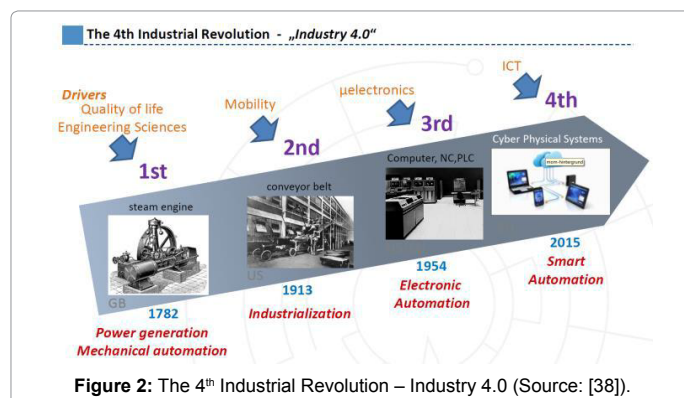 The 4th Industrial Revolution - „Industry 4.0“
Drivers
Quality of life
Engineering Sciences
Mobility
µelectronics
ICT
1st
2nd
3rd
4th
steam engine
conveyor belt
Computer, NC,PLC
Cyber Physical Systems
GB
US
1782
1913
1954
2015
Power generation
Mechanical automation
Industrialization
Electronic
Automation
Smart
Automation
Figure 2: The 4th Industrial Revolution – Industry 4.0 (Source: [38]).